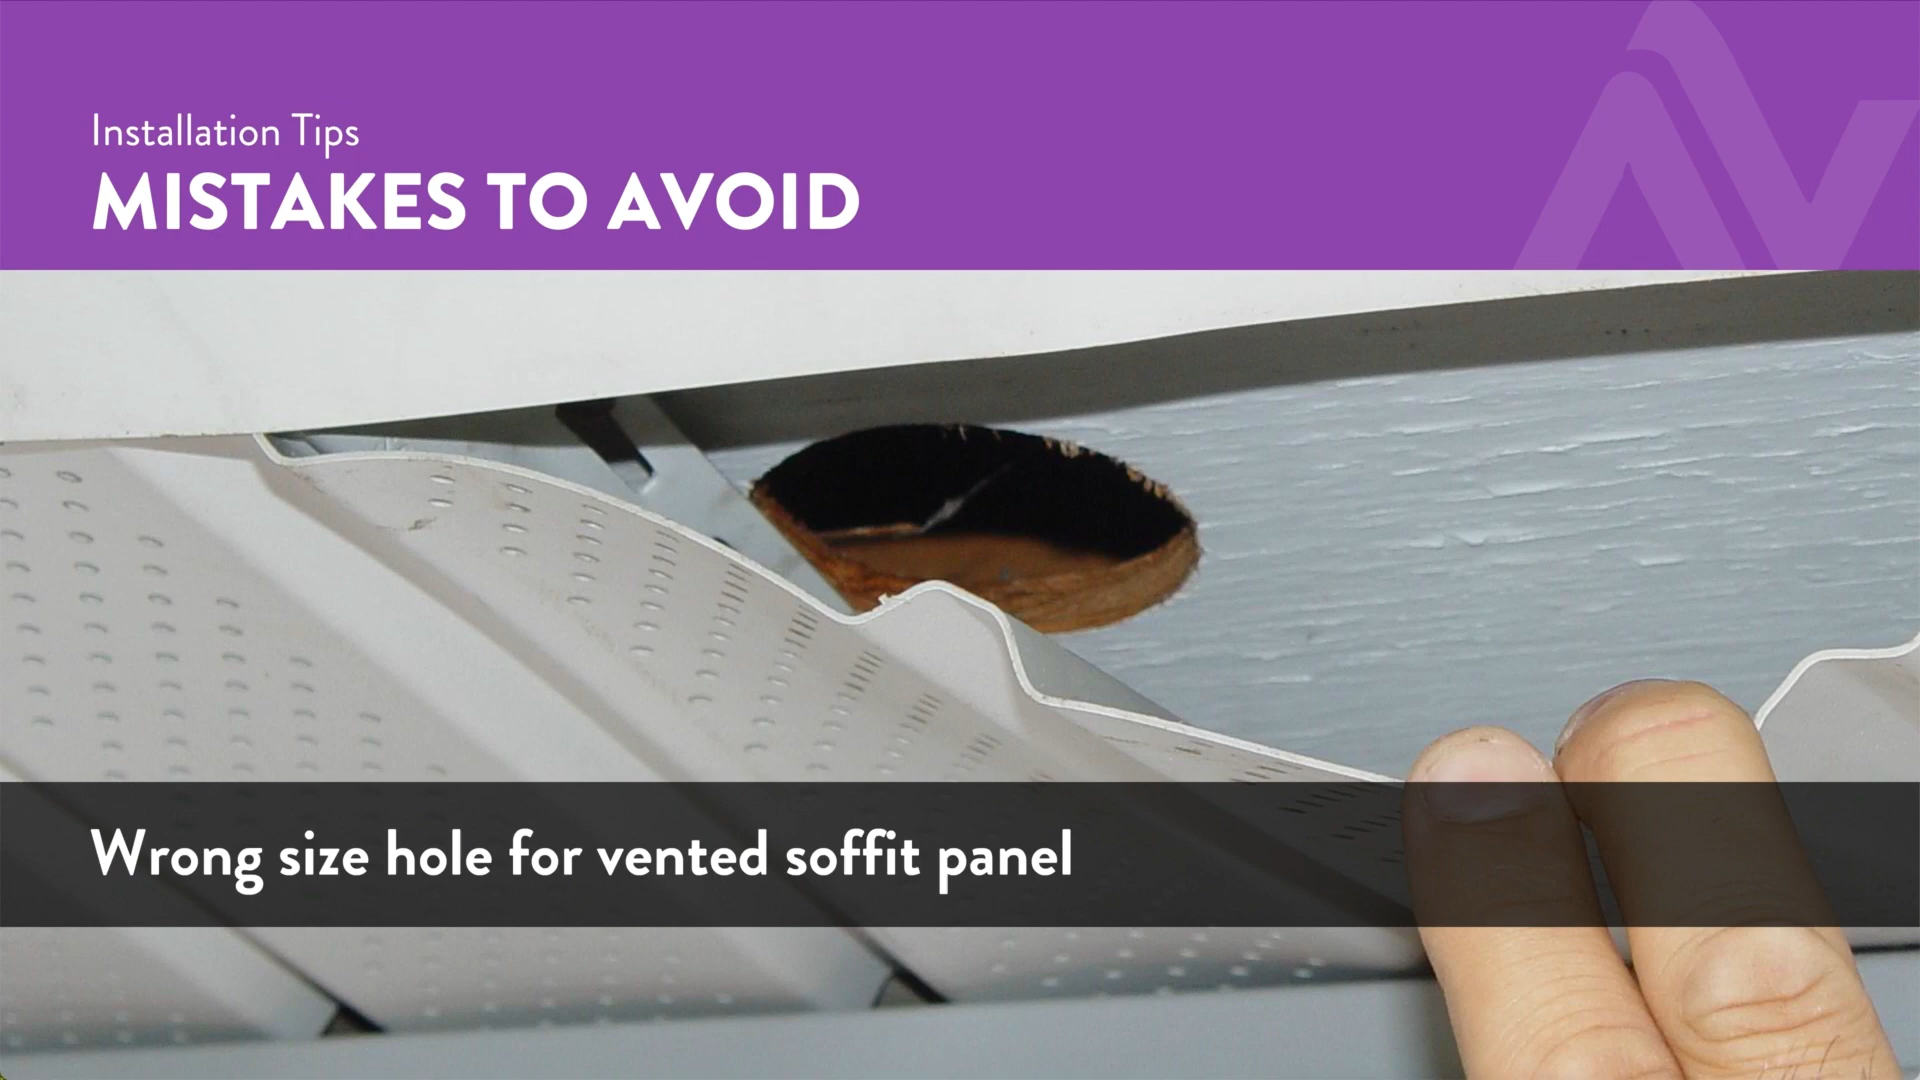 Installation Tips
MISTAKES TO AVOID
Wrong size hole for vented soffit panel